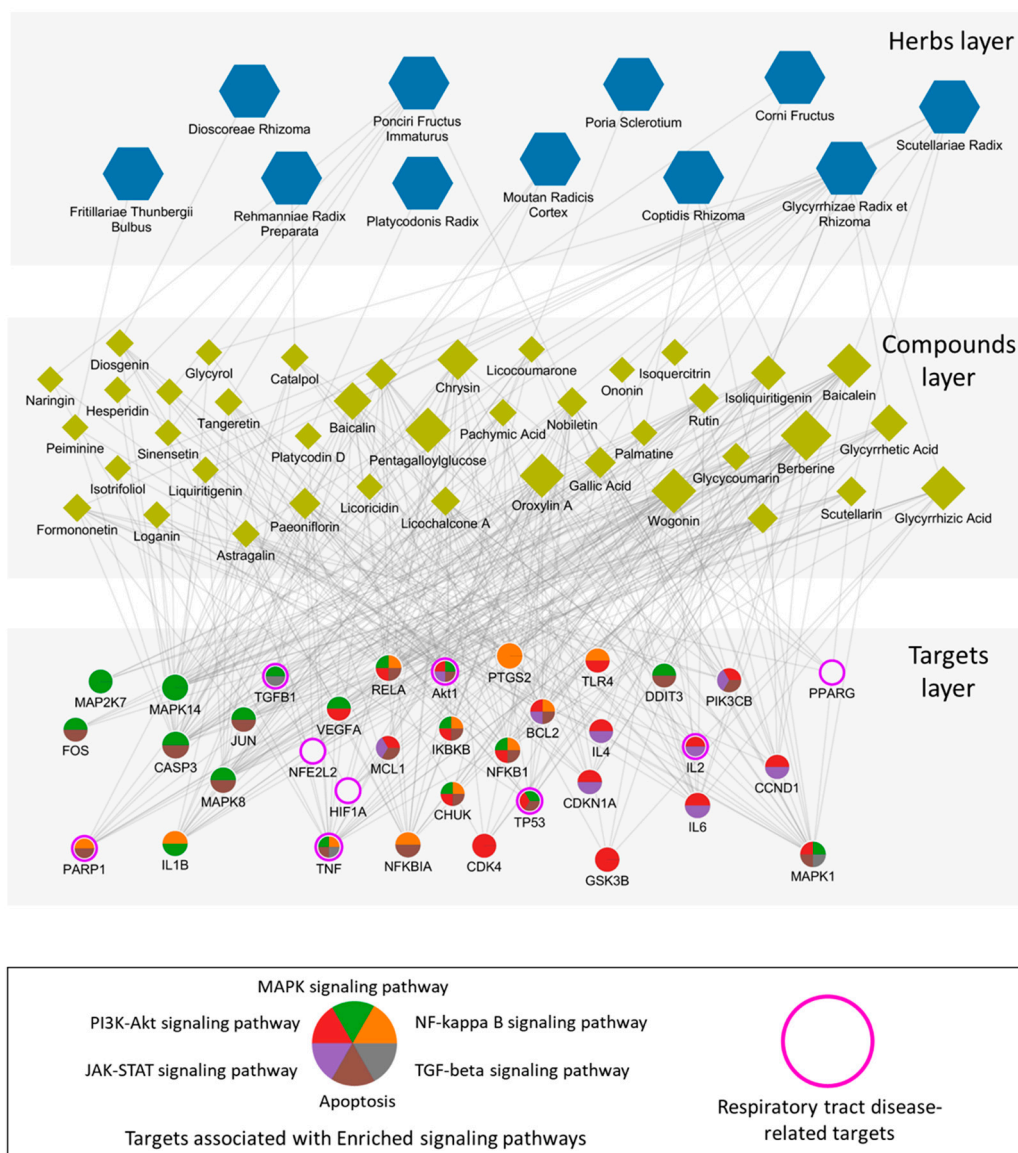 Herbs layer
Dioscoreae Rhizoma
Ponciri Fructus
Immaturus
Poria Sclerotium
Corni Fructus
Scutellariae Radix
Fritillariae Thunbergii
Bulbus
Rehmanniae Radix
Preparata
Platycodonis Radix
Moutan Radicis
Cortex
Coptidis Rhizoma
Glycyrrhizae Radix et
Rhizoma
Compounds
layer
Diosgenin
Glycyrol
Catalpol
Chrysin
Licocoumarone
Isoquercitrin
Ononin
Isoliquiritigenin
Baicalein
Naringin
Hesperidin
Tangeretin
Baicalin
Pachymic Acid
Nobiletin
Rutin
Peiminine
Sinensetin
Platycodin D
Pentagalloylglucose
Palmatine
Berberine
Glycyrrhetic Acid
Isotrifoliol
Liquiritigenin
Licoricidin
Oroxylin A
Gallic Acid
Glycycoumarin
Formononetin
Loganin
Paeoniflorin
Licochalcone A
Wogonin
Scutellarin
Glycyrrhizic Acid
Astragalin
Targets
layer
MAP2K7
MAPK14
TGFB1
RELA
Akt1
PTGS2
TLR4
DDIT3
PIK3CB
PPARG
FOS
JUN
VEGFA
BCL2
CASP3
NFE2L2
MCL1
IKBKB
NFKB1
IL4
IL2
CCND1
MAPK8
HIF1A
CHUK
TP53
CDKN1A
IL6
PARP1
IL1B
TNF
NFKBIA
CDK4
GSK3B
MAPK1
MAPK signaling pathway
PI3K-Akt signaling pathway
NF-kappa B signaling pathway
JAK-STAT signaling pathway
TGF-beta signaling pathway
Apoptosis
Targets associated with Enriched signaling pathways
Respiratory tract disease-
related targets